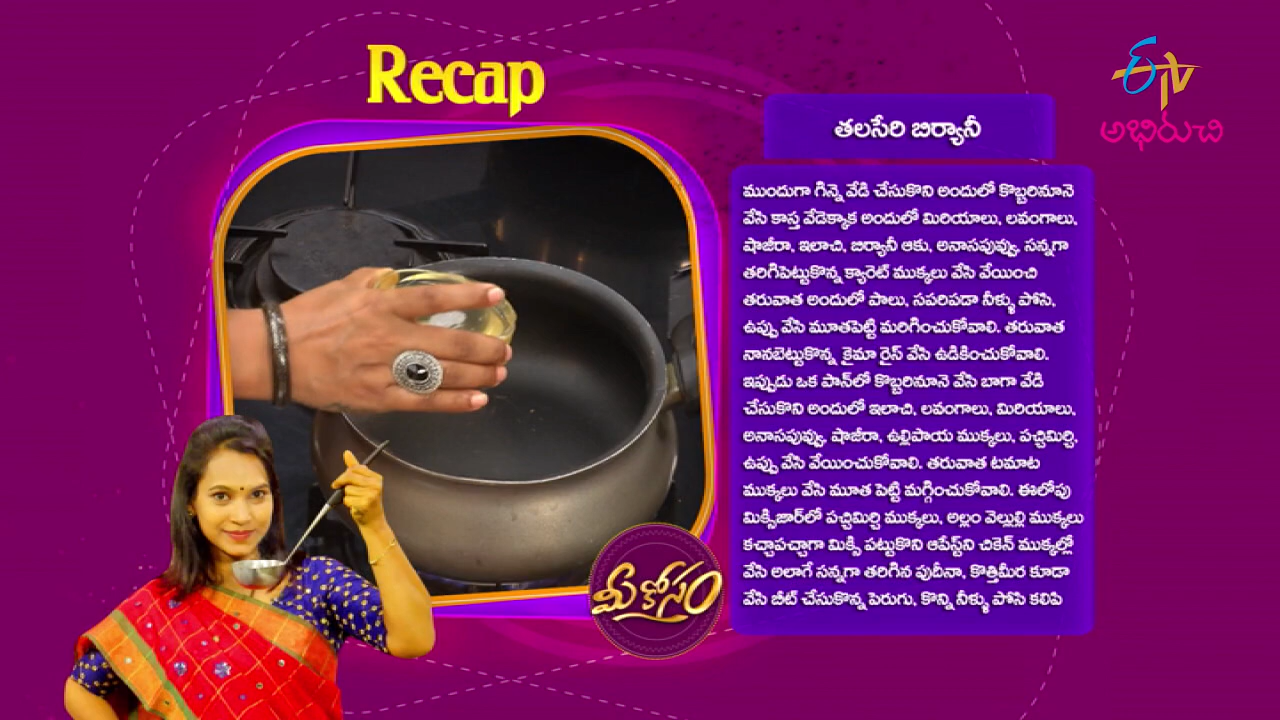 Recap
ETV
అభిరుచి
తలసేరి బిర్యానీ
ముందుగా గిన్నె వేడి చేసుకొని అందులో కొబ్బరినూనె
వేసి కాస్త వేడెక్కాక అందులో మిరియాలు, లవంగాలు,
షాజీరా, ఇలాచి, బిర్యానీ ఆకు, అనాసపువ్వు, సన్నగా
తరిగిపెట్టుకొన్న క్యారెట్ ముక్కలు వేసి వేయించి
తరువాత అందులో పాలు, సపరిపడా నీళ్ళు పోసి,
ఉప్పు వేసి మూతపెట్టి మరిగించుకోవాలి. తరువాత
నానబెట్టుకొన్న కైమా రైస్ వేసి ఉడికించుకోవాలి.
ఇప్పుడు ఒక పాన్‌లో కొబ్బరినూనె వేసి బాగా వేడి
చేసుకొని అందులో ఇలాచి, లవంగాలు, మిరియాలు,
అనాసపువ్వు, షాజీరా, ఉల్లిపాయ ముక్కలు, పచ్చిమిర్చి,
ఉప్పు వేసి వేయించుకోవాలి. తరువాత టమాట
ముక్కలు వేసి మూత పెట్టి మగ్గించుకోవాలి. ఈలోపు
మిక్సిజార్‌లో పచ్చిమిర్చి ముక్కలు, అల్లం వెల్లుల్లి ముక్కలు
కచ్చాపచ్చాగా మిక్సి పట్టుకొని ఆపేస్ట్‌ని చికెన్ ముక్కల్లో
వేసి అలాగే సన్నగా తరిగిన పుదీనా, కొత్తిమీర కూడా
వేసి బీట్ చేసుకొన్న పెరుగు, కొన్ని నీళ్ళు పోసి కలిపి
మీ కోసం